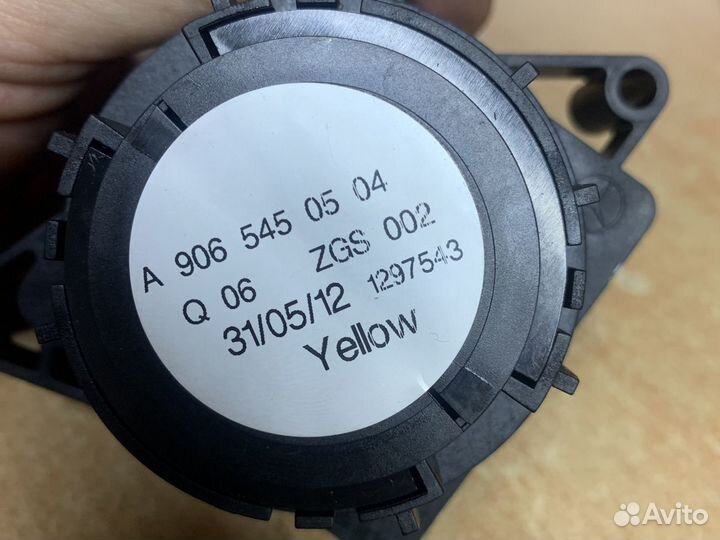 A 906 545 05 04
Q 06 ZGS 002
31/05/12 1297543
Yellow
Avito